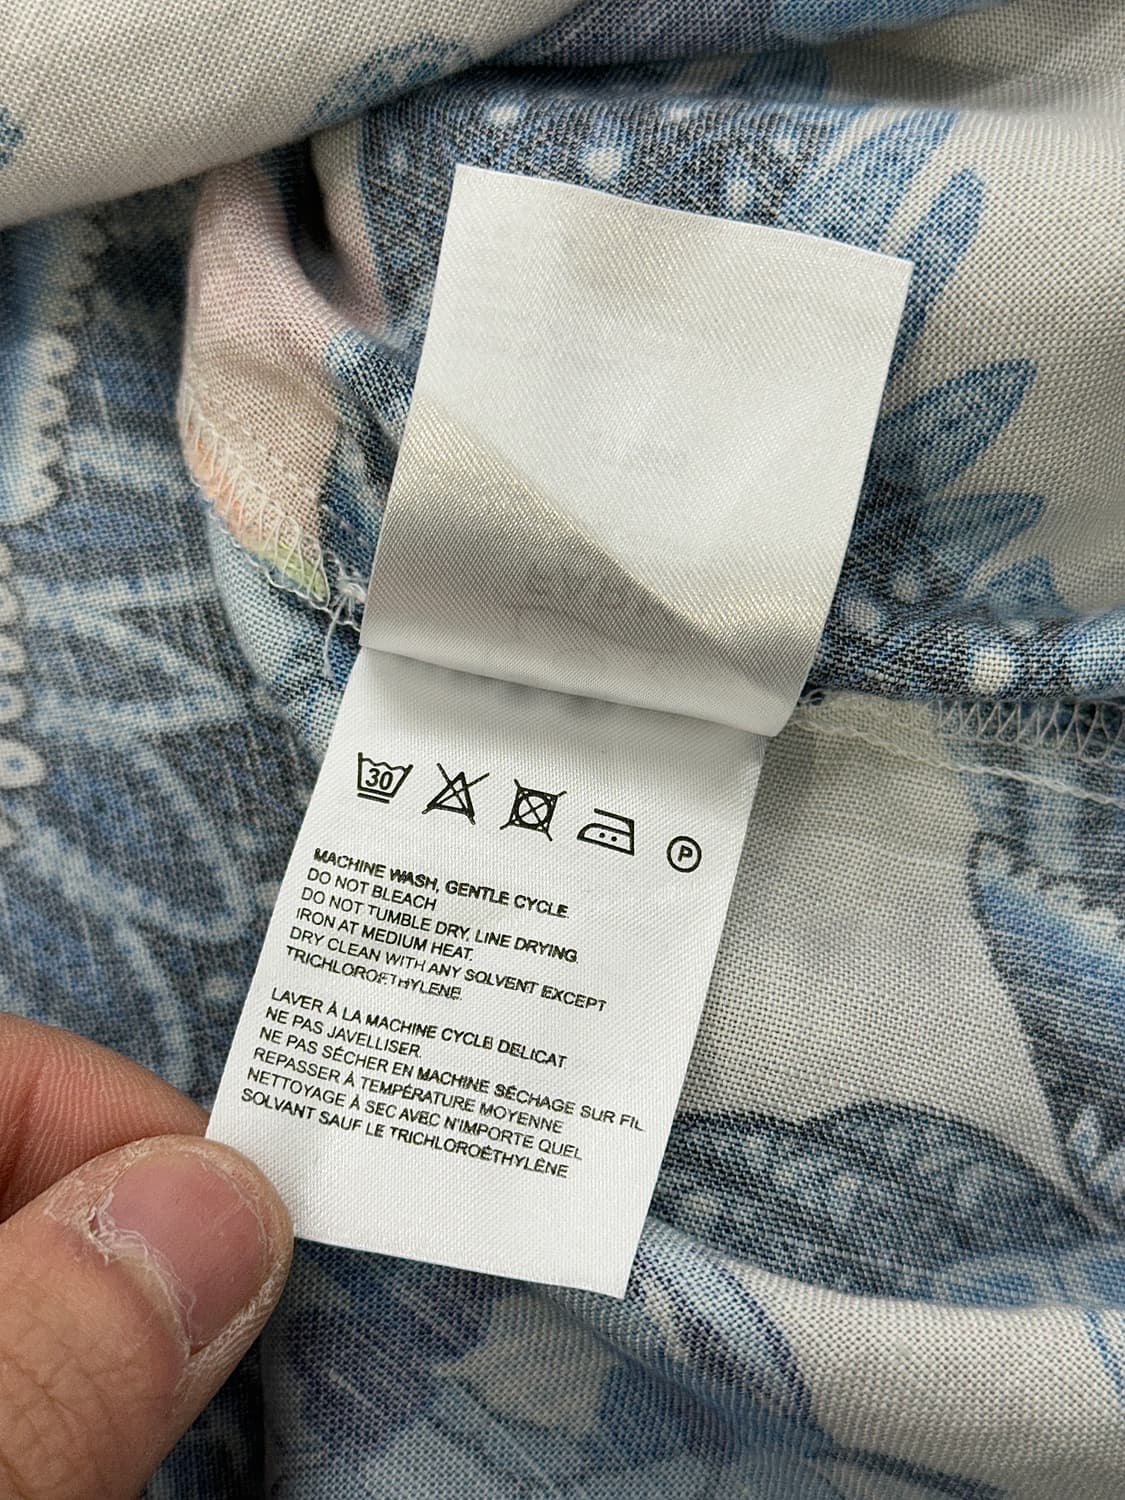 30 P
MACHINE WASH, GENTLE CYCLE
DO NOT BLEACH
DO NOT TUMBLE DRY, LINE DRYING.
IRON AT MEDIUM HEAT.
DRY CLEAN WITH ANY SOLVENT EXCEPT
TRICHLOROETHYLENE.
LAVER À LA MACHINE CYCLE DELICAT
NE PAS JAVELLISER.
NE PAS SÉCHER EN MACHINE SÉCHAGE SUR FIL
REPASSER À TEMPÉRATURE MOYENNE
NETTOYAGE À SEC AVEC N'IMPORTE QUEL
SOLVANT SAUF LE TRICHLOROÉTHYLÈNE